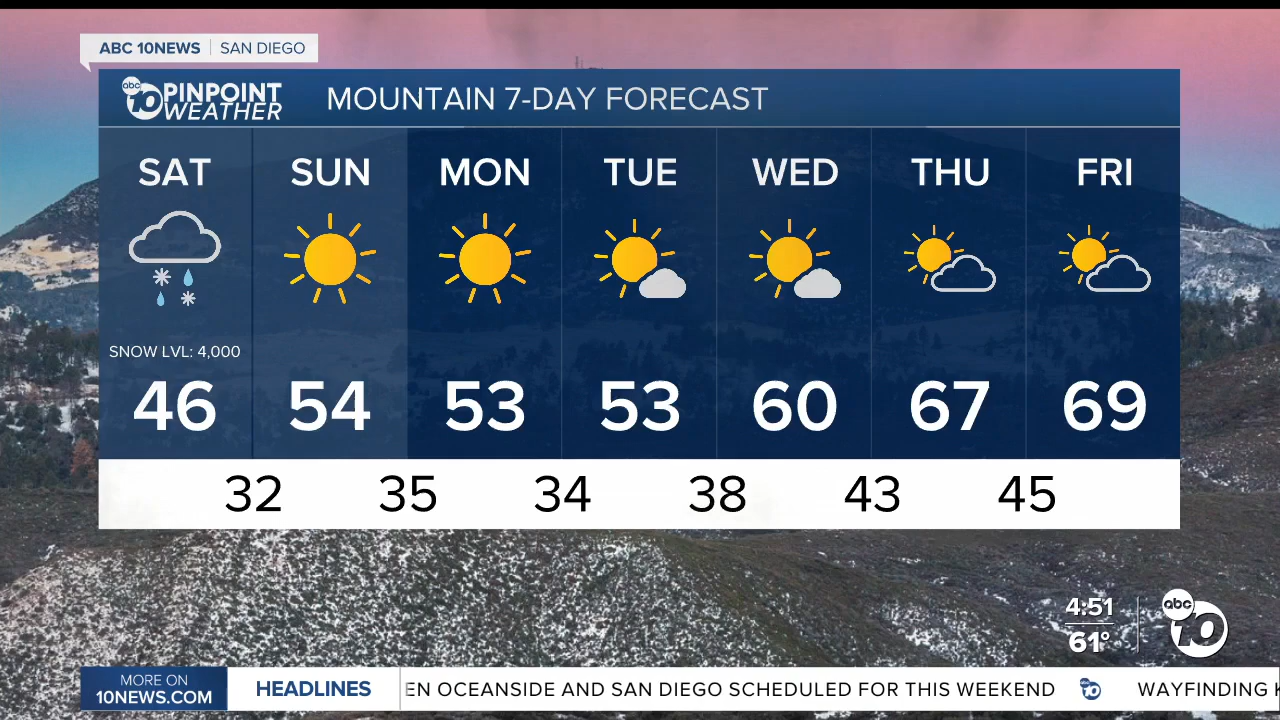 ABC 10NEWS | SAN DIEGO
abc 10 PINPOINT WEATHER
MOUNTAIN 7-DAY FORECAST
SAT SUN MON TUE WED THU FRI
SNOW LVL: 4,000
46 54 53 53 60 67 69
32 35 34 38 43 45
4:51
61°
abc 10
MORE ON
10NEWS.COM
HEADLINES
EN OCEANSIDE AND SAN DIEGO SCHEDULED FOR THIS WEEKEND abc 10 WAYFINDING